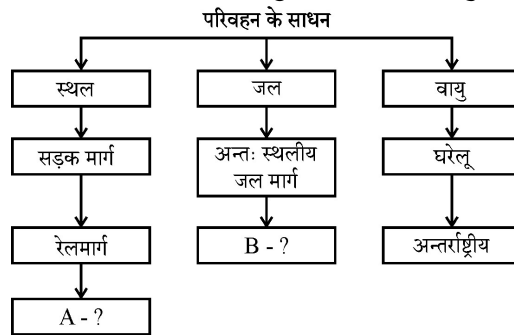 परिवहन के साधन
स्थल
जल
वायु
सड़क मार्ग
अन्तः स्थलीय
जल मार्ग
घरेलू
रेलमार्ग
B - ?
अन्तर्राष्ट्रीय
A - ?